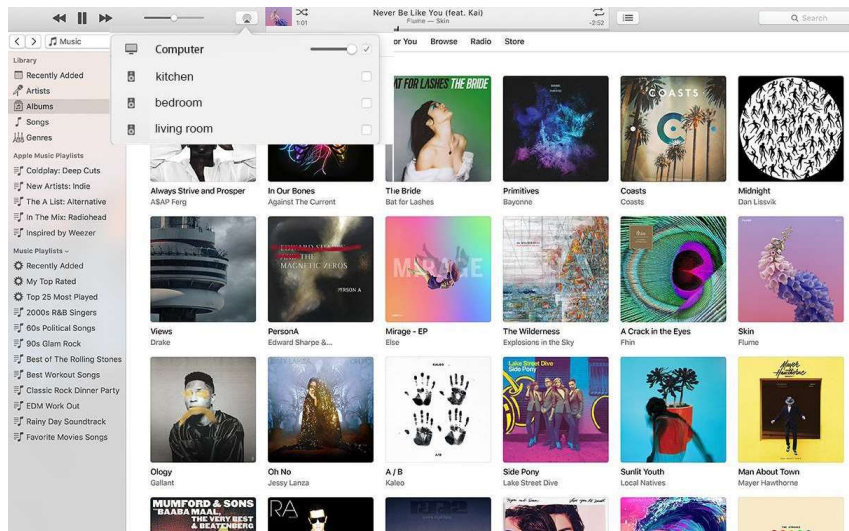 Never Be Like You (feat. Kai)
Flume — Skin
1:01
-2:52
Search
Music
or You Browse Radio Store
Computer
kitchen
bedroom
living room
Library
Recently Added
Artists
Albums
Songs
Genres
Apple Music Playlists
Coldplay: Deep Cuts
New Artists: Indie
The A List: Alternative
In The Mix: Radiohead
Inspired by Weezer
Music Playlists
Recently Added
My Top Rated
Top 25 Most Played
2000s R&B Singers
60s Political Songs
90s Glam Rock
Best of The Rolling Stones
Best Workout Songs
Classic Rock Dinner Party
EDM Work Out
Rainy Day Soundtrack
Favorite Movies Songs
AT FOR LASHES THE BRIDE
COASTS
C
Always Strive and Prosper
A$AP Ferg
In Our Bones
Against The Current
The Bride
Bat for Lashes
Primitives
Bayonne
Coasts
Coasts
Midnight
Dan Lissvik
EDWARD SHARPE
AND THE
MAGNETIC ZEROS
PERSON A
MIRAGE
fhin
Views
Drake
PersonA
Edward Sharpe &...
Mirage - EP
Else
The Wilderness
Explosions in the Sky
A Crack in the Eyes
Fhin
Skin
Flume
KALEO
A/B
Lake Street Dive
Side Pony
Mayer
Hawthorne
Ology
Gallant
Oh No
Jessy Lanza
A / B
Kaleo
Side Pony
Lake Street Dive
Sunlit Youth
Local Natives
Man About Town
Mayer Hawthorne
MUMFORD & SONS
BAABA MAAL,
THE VERY BEST
& BEATENBERG
RA